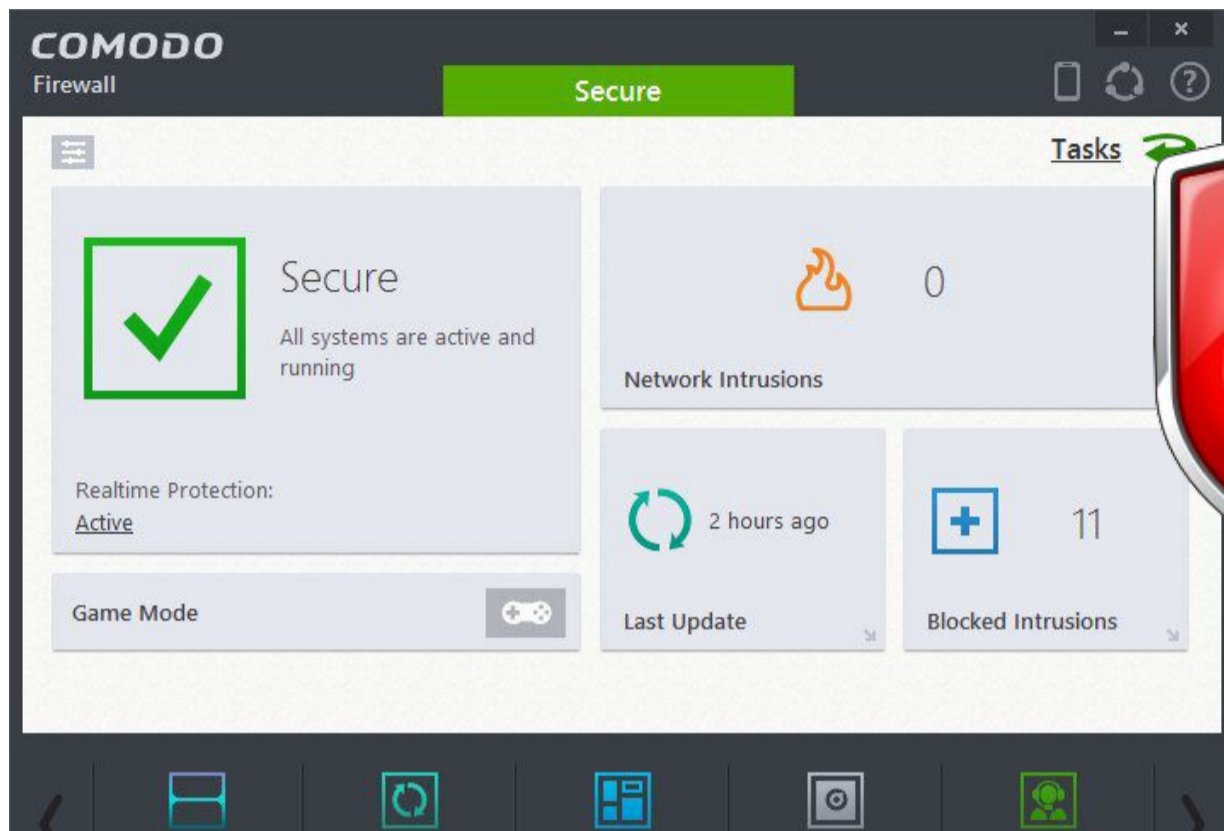 COMODO
Firewall
Secure
Tasks
Secure
All systems are active and
running
Realtime Protection:
Active
0
Network Intrusions
2 hours ago
Last Update
11
Blocked Intrusions
Game Mode